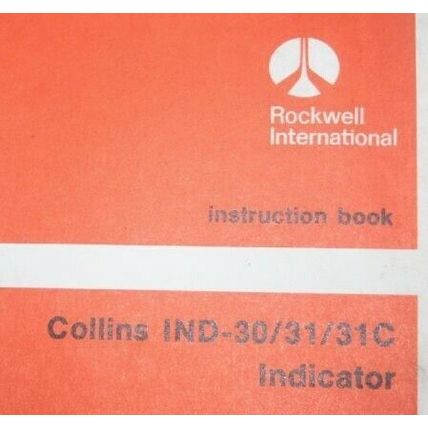 Rockwell
International
instruction book
Collins IND-30/31/31C
Indicator